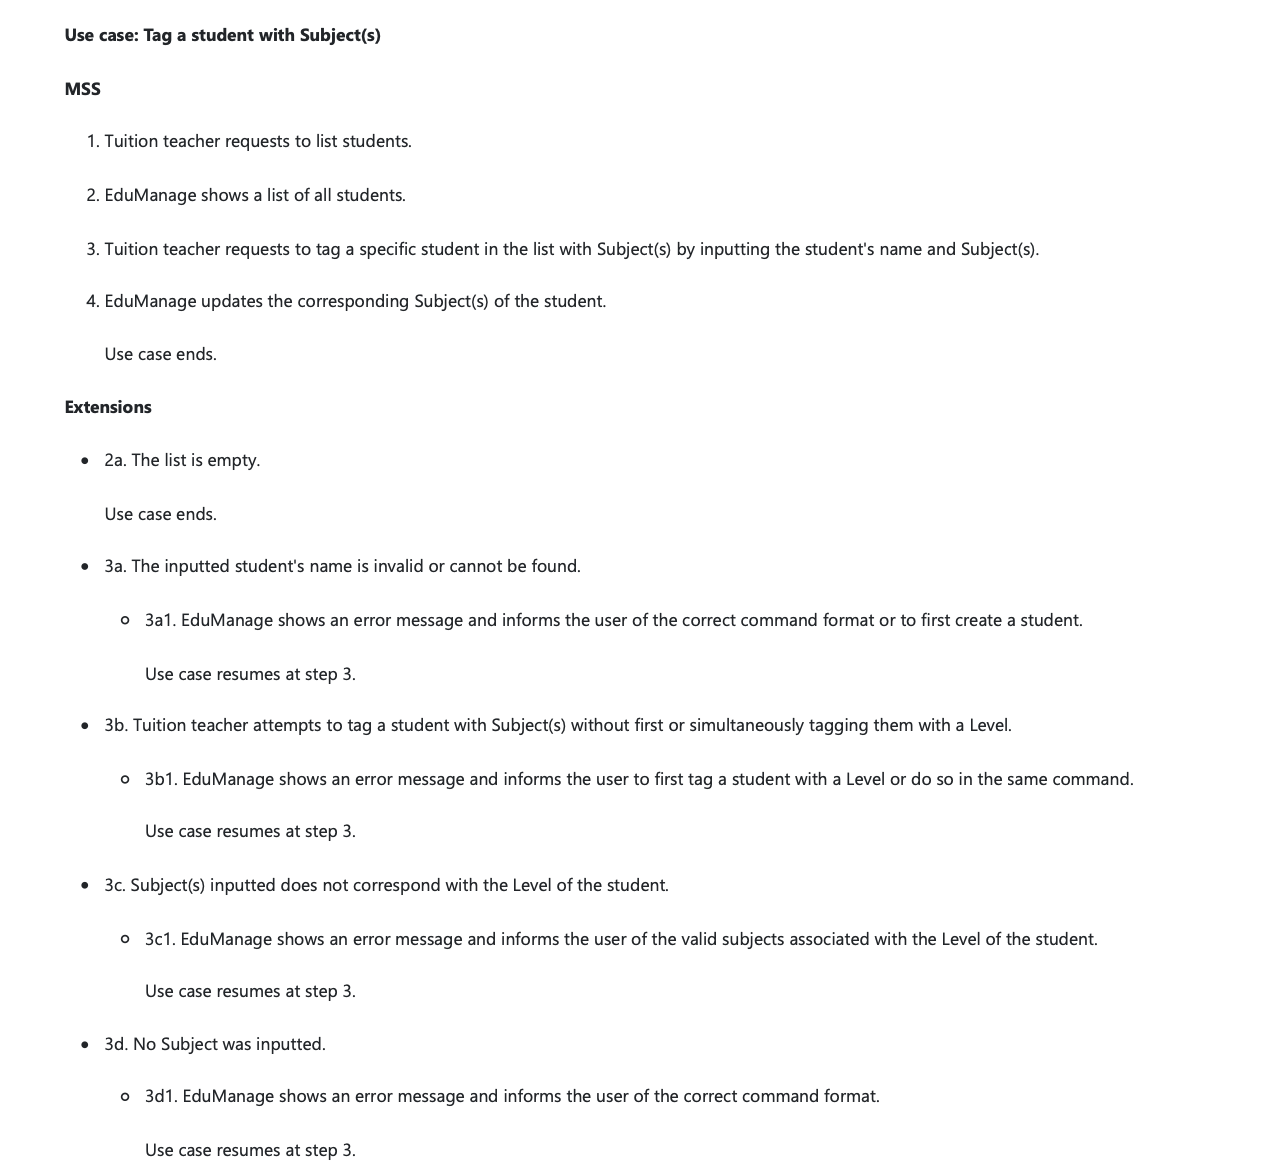 Use case: Tag a student with Subject(s)
MSS
1. Tuition teacher requests to list students.
2. EduManage shows a list of all students.
3. Tuition teacher requests to tag a specific student in the list with Subject(s) by inputting the student's name and Subject(s).
4. EduManage updates the corresponding Subject(s) of the student.
Use case ends.
Extensions
• 2a. The list is empty.
Use case ends.
• 3a. The inputted student's name is invalid or cannot be found.
○ 3a1. EduManage shows an error message and informs the user of the correct command format or to first create a student.
Use case resumes at step 3.
• 3b. Tuition teacher attempts to tag a student with Subject(s) without first or simultaneously tagging them with a Level.
○ 3b1. EduManage shows an error message and informs the user to first tag a student with a Level or do so in the same command.
Use case resumes at step 3.
• 3c. Subject(s) inputted does not correspond with the Level of the student.
○ 3c1. EduManage shows an error message and informs the user of the valid subjects associated with the Level of the student.
Use case resumes at step 3.
• 3d. No Subject was inputted.
○ 3d1. EduManage shows an error message and informs the user of the correct command format.
Use case resumes at step 3.